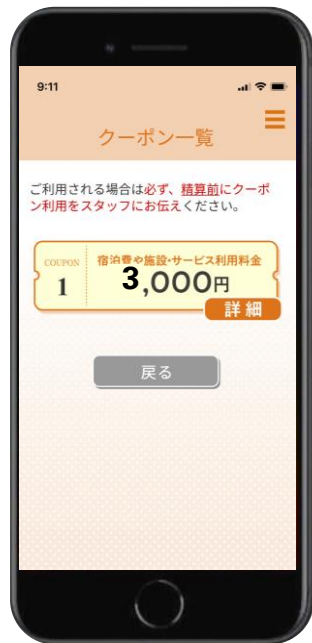 9:11
クーポン一覧
ご利用される場合は必ず、精算前にクーポ
ン利用をスタッフにお伝えください。
COUPON
1
宿泊費や施設・サービス利用料金
3,000円
詳細
戻る